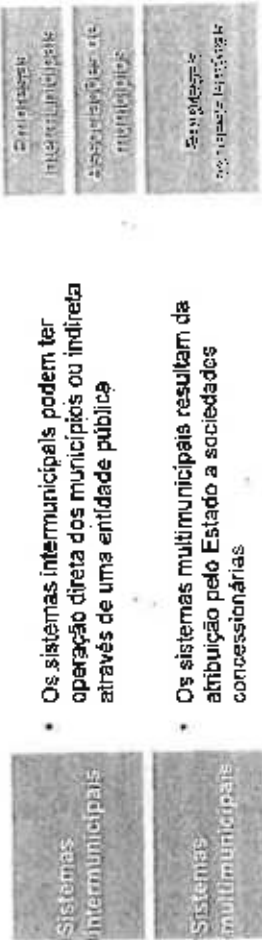 Sistemas
intermunicipais
• Os sistemas intermunicipais podem ter
operação direta dos municípios ou indireta
através de uma entidade pública
Empresas
intermunicipais
Associações de
municípios
Sistemas
multimunicipais
• Os sistemas multimunicipais resultam da
atribuição pelo Estado a sociedades
concessionárias